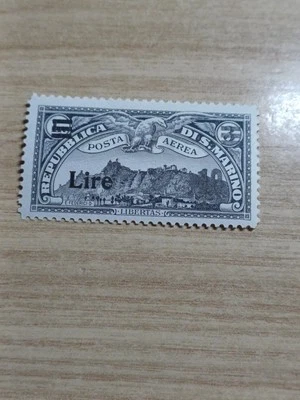 REPUBBLICA DI S. MARINO
POSTA AEREA
Lire
LIBERTAS